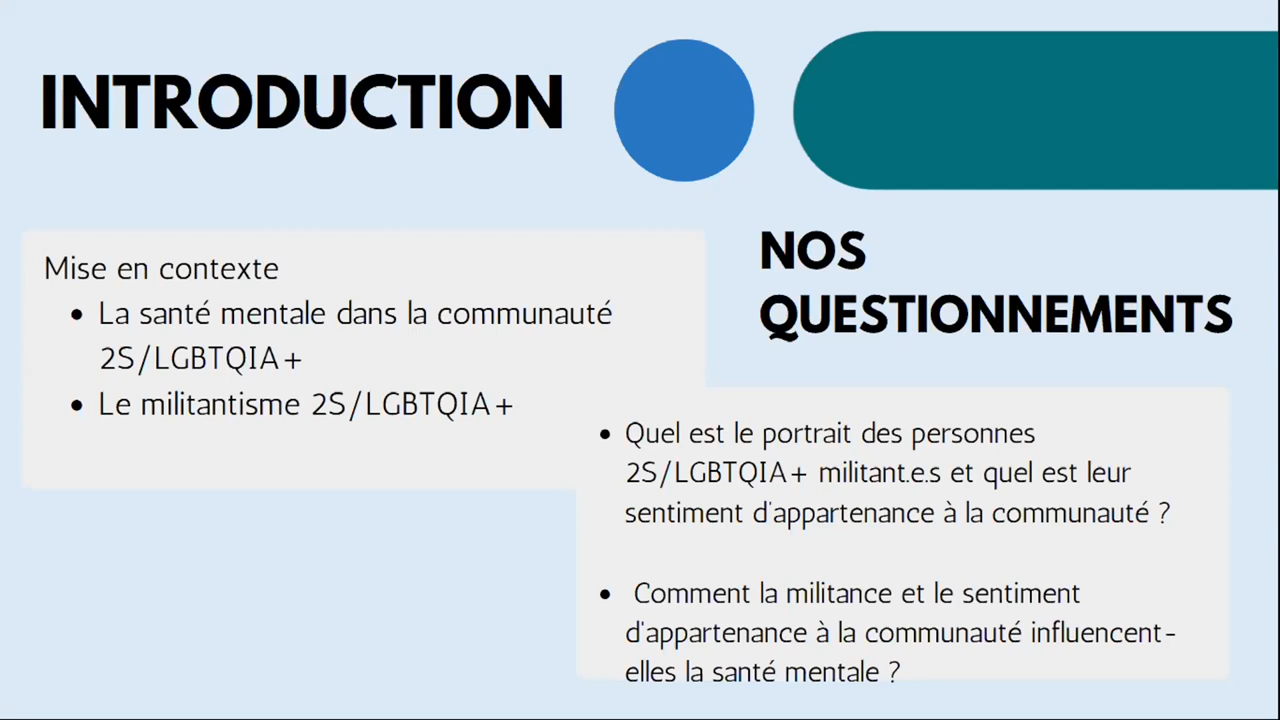 INTRODUCTION
Mise en contexte
• La santé mentale dans la communauté
2S/LGBTQIA+
• Le militantisme 2S/LGBTQIA+
NOS
QUESTIONNEMENTS
• Quel est le portrait des personnes
2S/LGBTQIA+ militant.e.s et quel est leur
sentiment d'appartenance à la communauté ?
• Comment la militance et le sentiment
d'appartenance à la communauté influencent-
elles la santé mentale ?